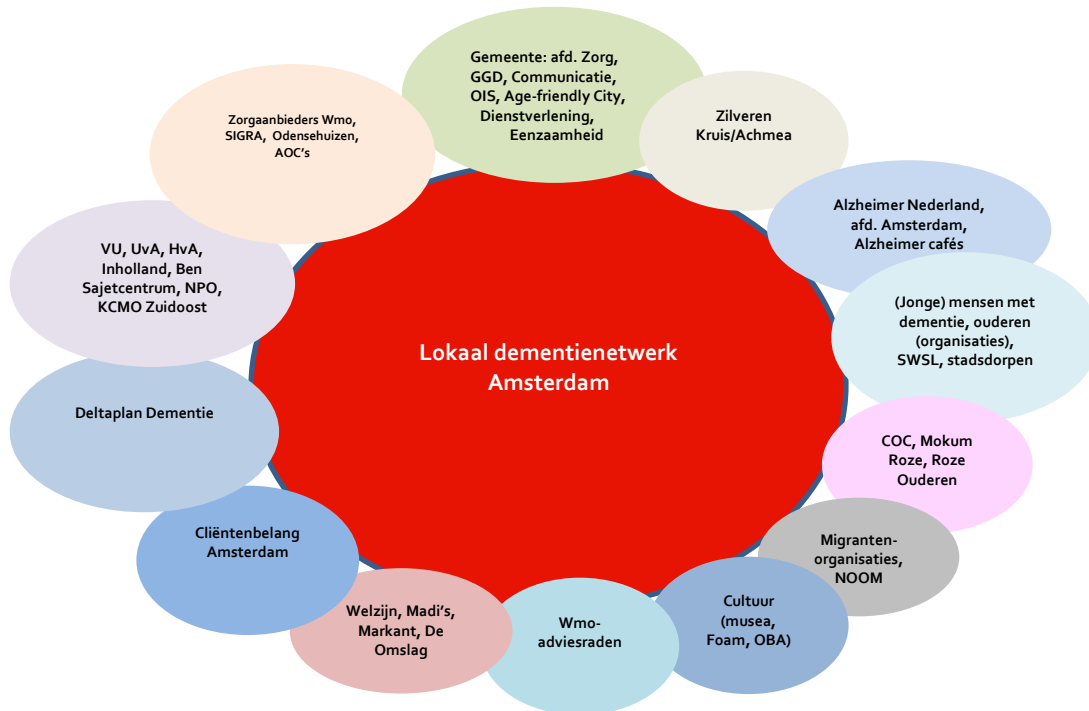 Gemeente: afd. Zorg,
GGD, Communicatie,
OIS, Age-friendly City,
Dienstverlening,
Eenzaamheid
Zilveren
Kruis/Achmea
Zorgaanbieders Wmo,
SIGRA, Odensehuizen,
AOC's
Alzheimer Nederland,
afd. Amsterdam,
Alzheimer cafés
VU, UvA, HvA,
Inholland, Ben
Sajetcentrum, NPO,
KCMO Zuidoost
(Jonge) mensen met
dementie, ouderen
(organisaties),
SWSL, stadsdorpen
Lokaal dementienetwerk
Amsterdam
Deltaplan Dementie
COC, Mokum
Roze, Roze
Ouderen
Cliëntenbelang
Amsterdam
Migranten-
organisaties,
NOOM
Welzijn, Madi's,
Markant, De
Omslag
Wmo-
adviesraden
Cultuur
(musea,
Foam, OBA)